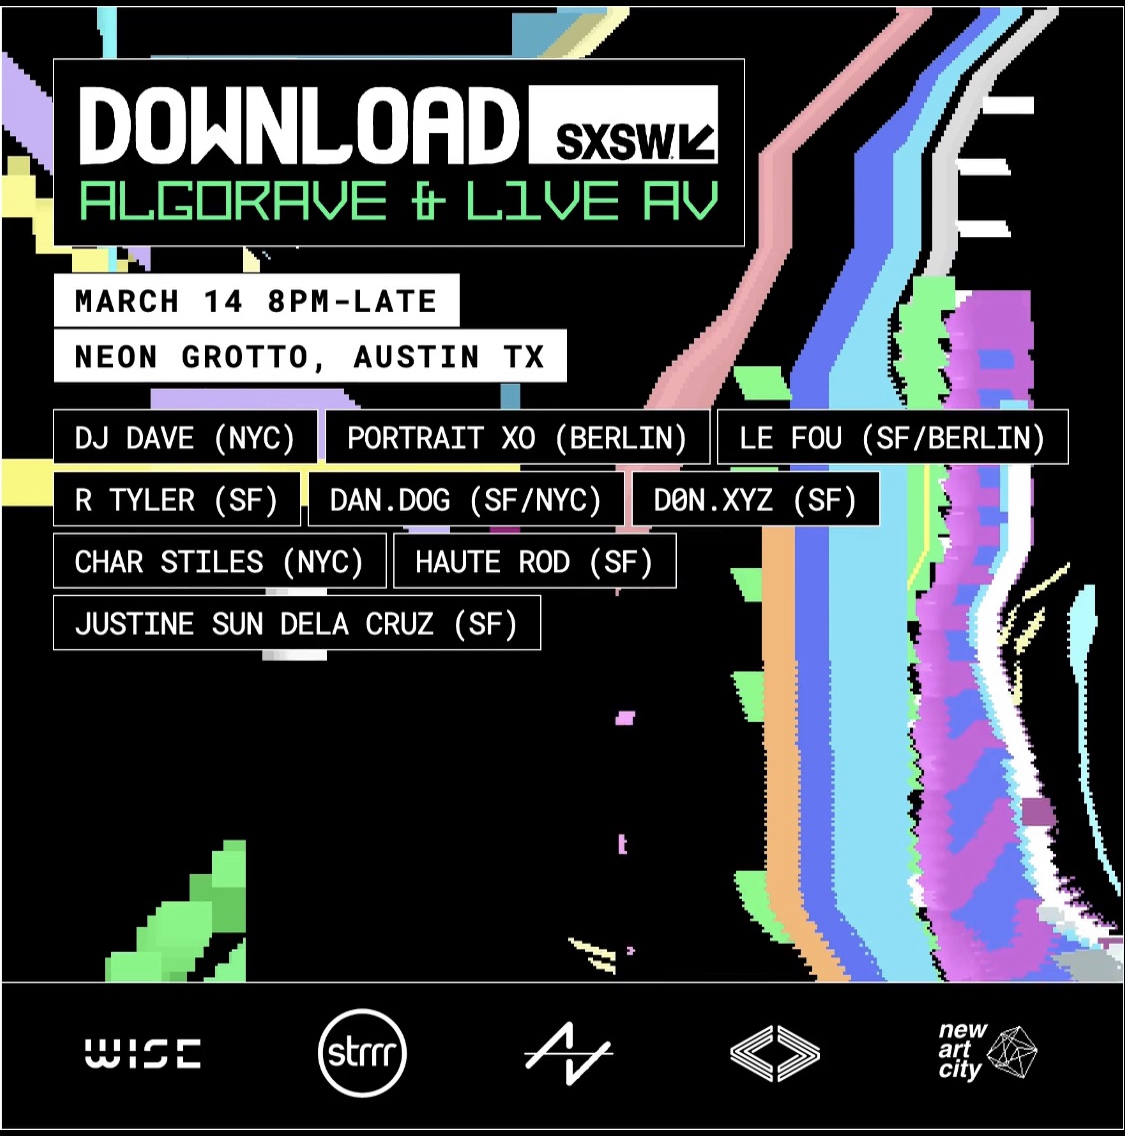 DOWNLOAD SXSW
ALGORAVE & L1VE AV
MARCH 14 8PM-LATE
NEON GROTTO, AUSTIN TX
DJ DAVE (NYC) PORTRAIT XO (BERLIN) LE FOU (SF/BERLIN)
R TYLER (SF) DAN.DOG (SF/NYC) D0N.XYZ (SF)
CHAR STILES (NYC) HAUTE ROD (SF)
JUSTINE SUN DELA CRUZ (SF)
WISE strrr new
art
city